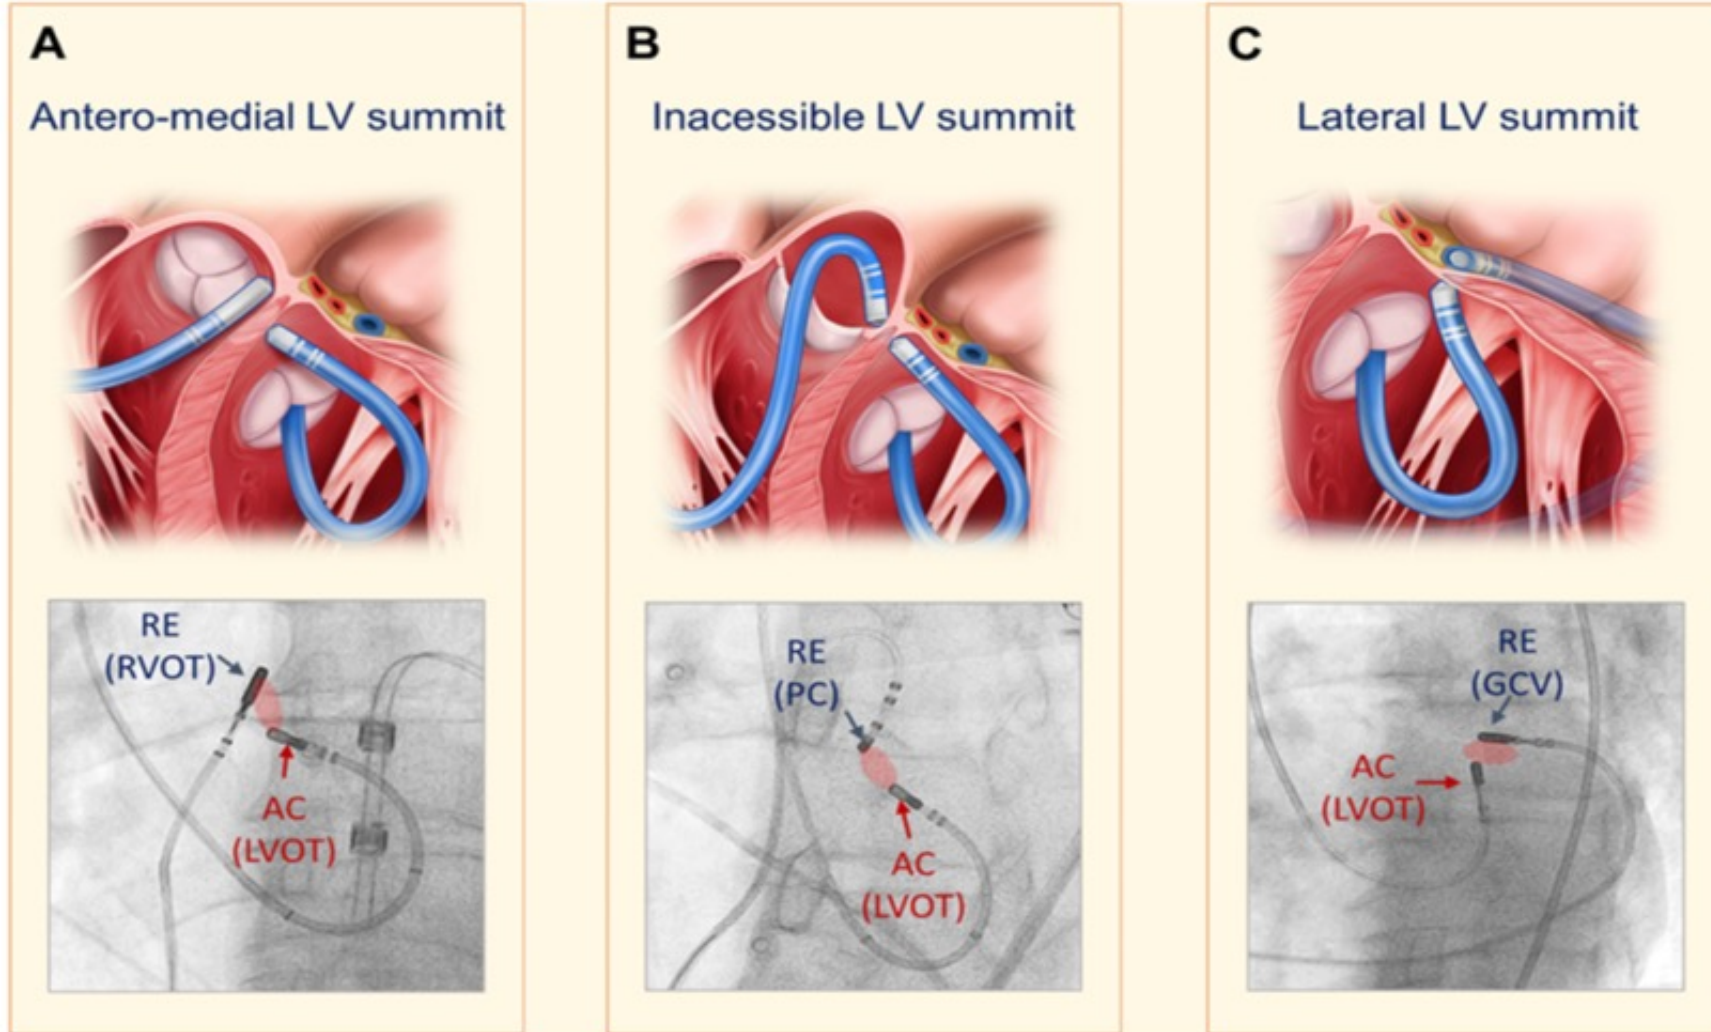 A
Antero-medial LV summit
RE
(RVOT)
AC
(LVOT)
B
Inacessible LV summit
RE
(PC)
AC
(LVOT)
C
Lateral LV summit
RE
(GCV)
AC
(LVOT)